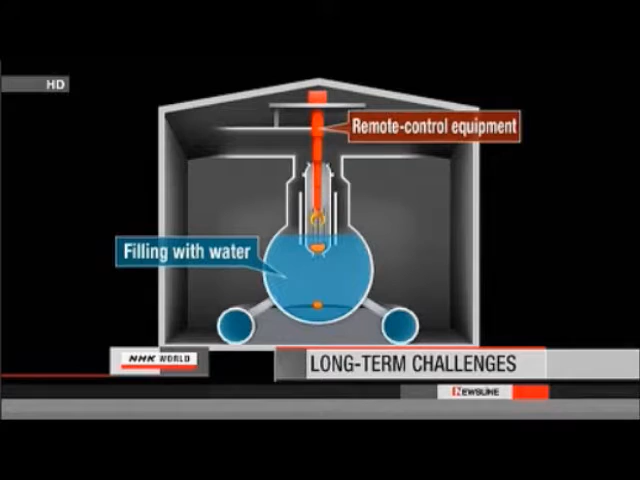 HD
Remote-control equipment
Filling with water
NHK WORLD
LONG-TERM CHALLENGES
NEWSLINE